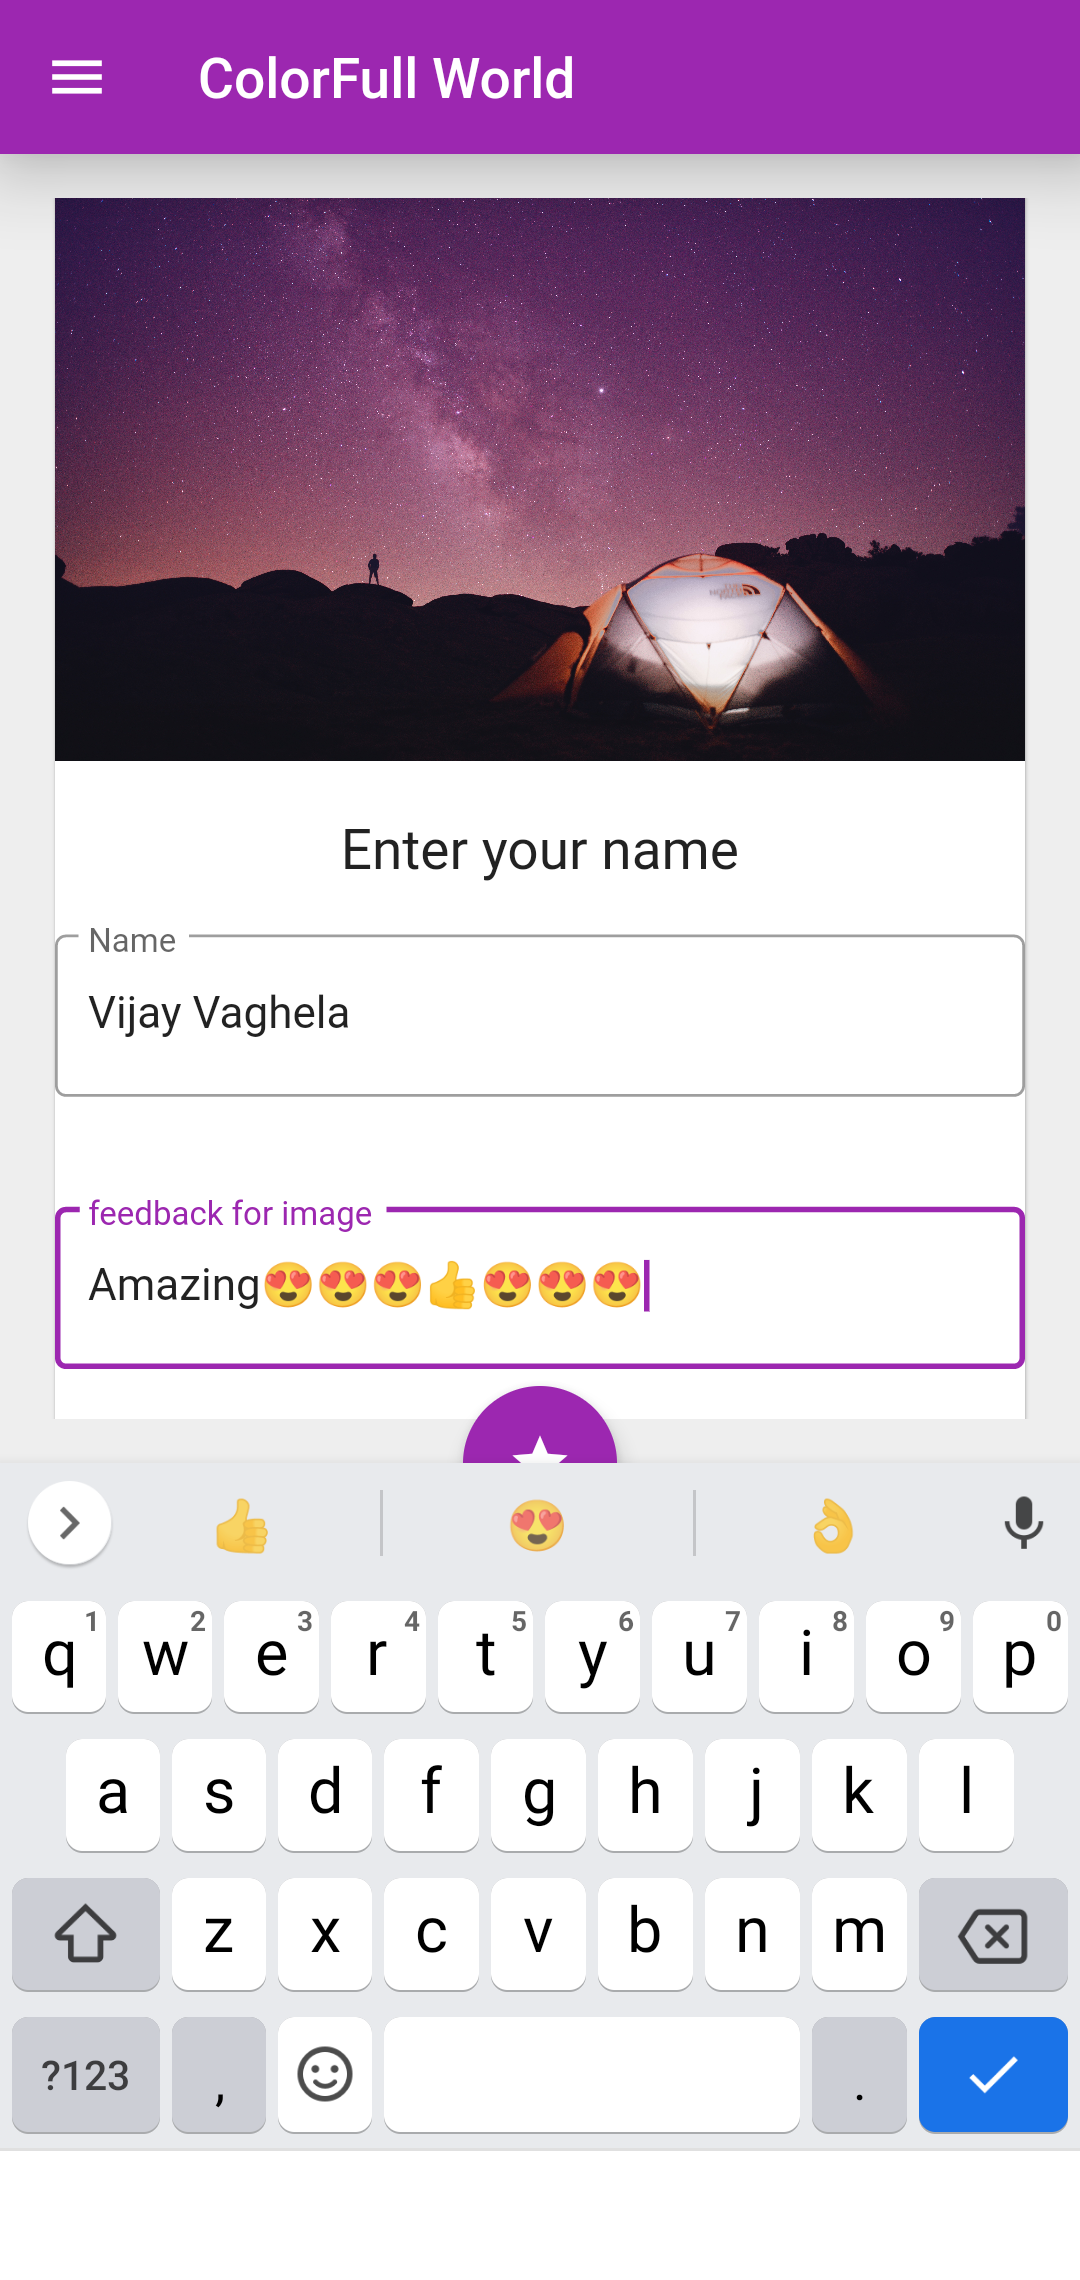 ColorFull World
Enter your name
Name
Vijay Vaghela
feedback for image
Amazing😍😍😍👍😍😍😍
👍 😍 👌
q1 w2 e3 r4 t5 y6 u7 i8 o9 p0
a s d f g h j k l
z x c v b n m
?123 , .